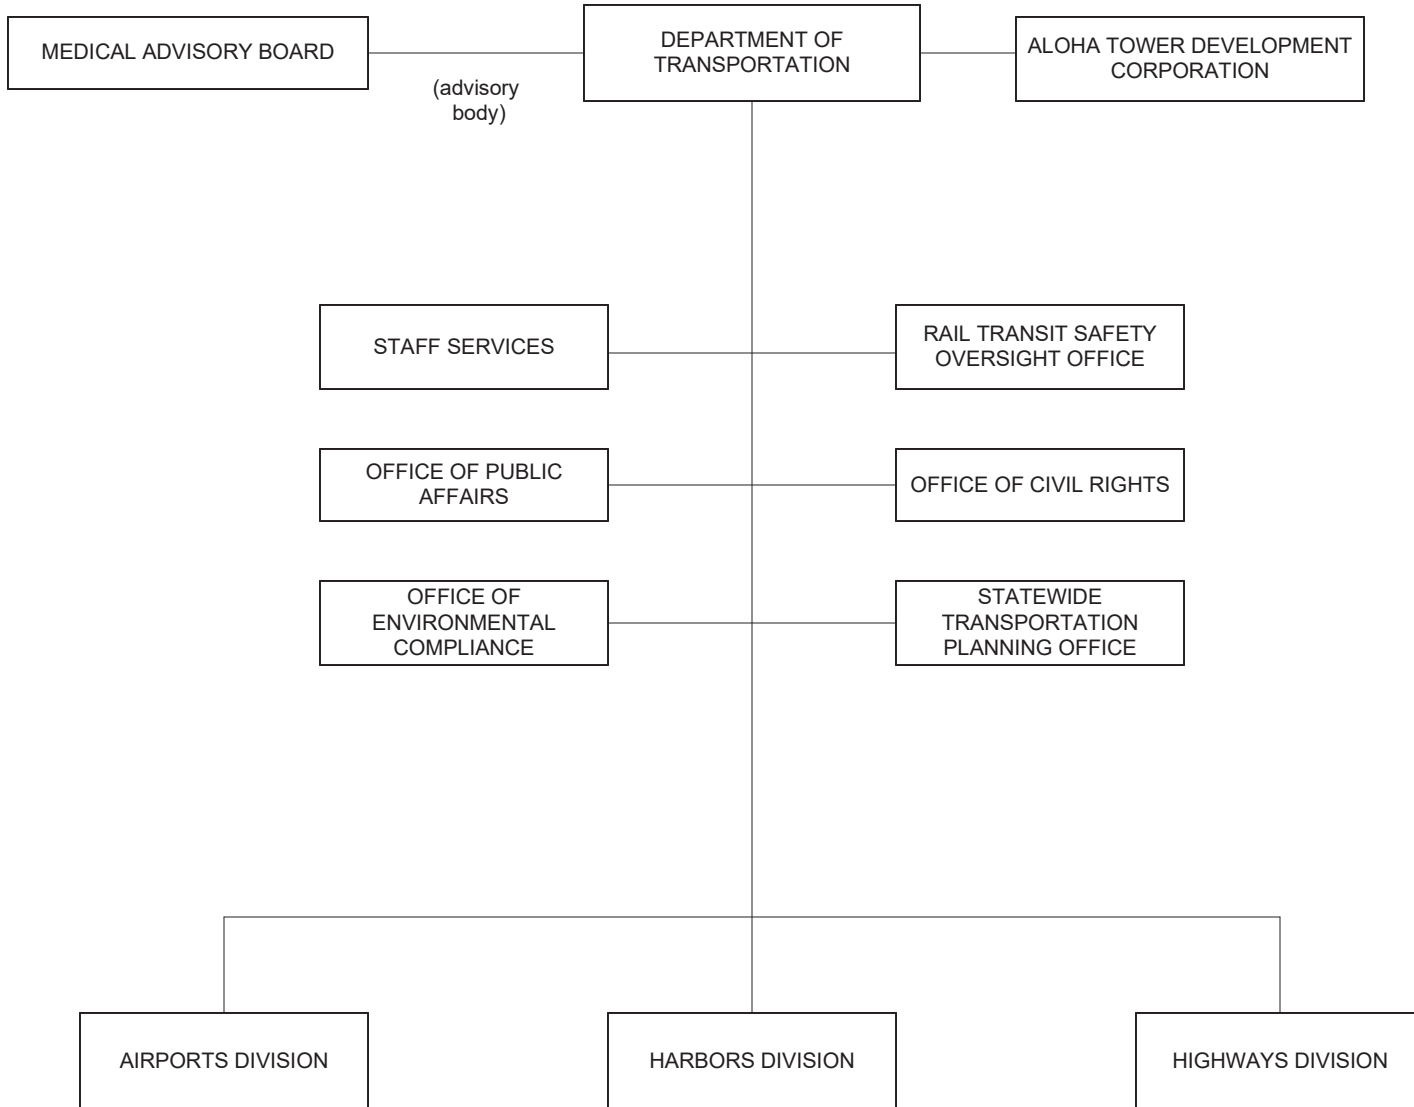 MEDICAL ADVISORY BOARD
(advisory
body)
DEPARTMENT OF
TRANSPORTATION
ALOHA TOWER DEVELOPMENT
CORPORATION
STAFF SERVICES
RAIL TRANSIT SAFETY
OVERSIGHT OFFICE
OFFICE OF PUBLIC
AFFAIRS
OFFICE OF CIVIL RIGHTS
OFFICE OF
ENVIRONMENTAL
COMPLIANCE
STATEWIDE
TRANSPORTATION
PLANNING OFFICE
AIRPORTS DIVISION
HARBORS DIVISION
HIGHWAYS DIVISION